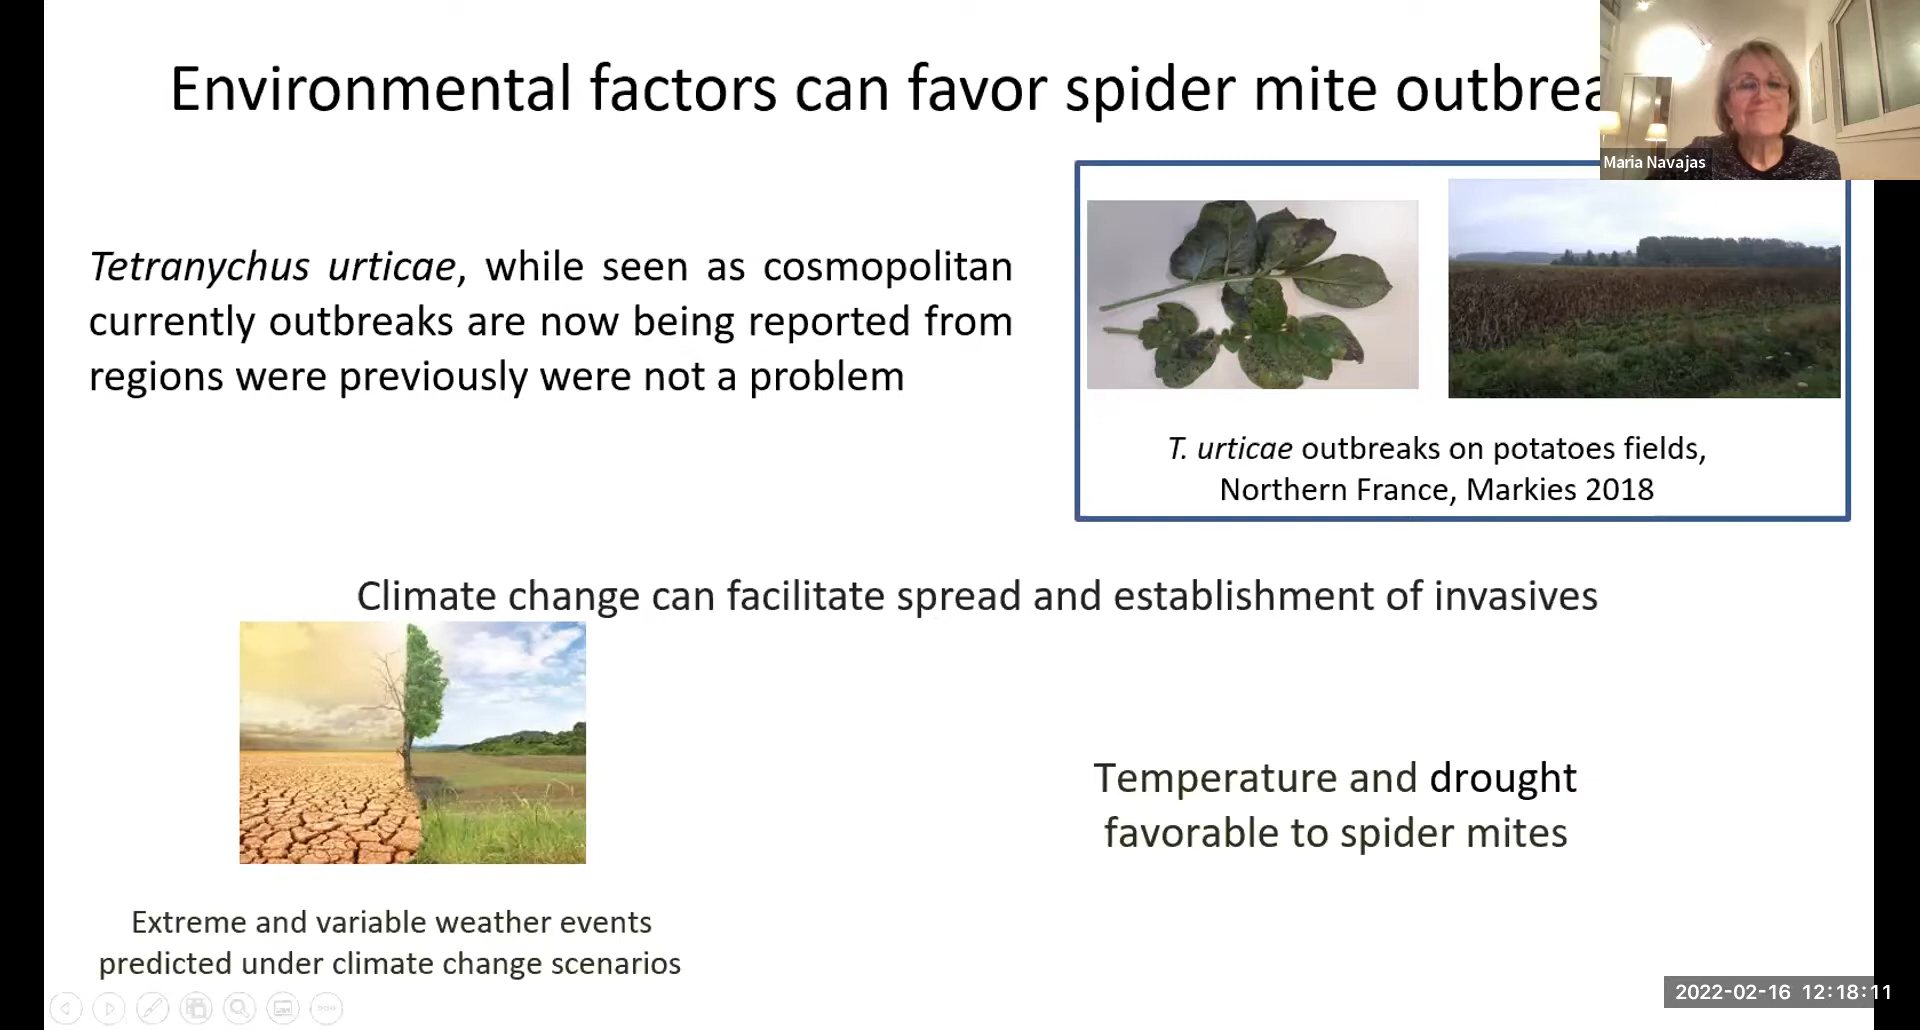 Environmental factors can favor spider mite outbrea
Maria Navajas
Tetranychus urticae, while seen as cosmopolitan
currently outbreaks are now being reported from
regions were previously were not a problem
T. urticae outbreaks on potatoes fields,
Northern France, Markies 2018
Climate change can facilitate spread and establishment of invasives
Temperature and drought
favorable to spider mites
Extreme and variable weather events
predicted under climate change scenarios
2022-02-16 12:18:11